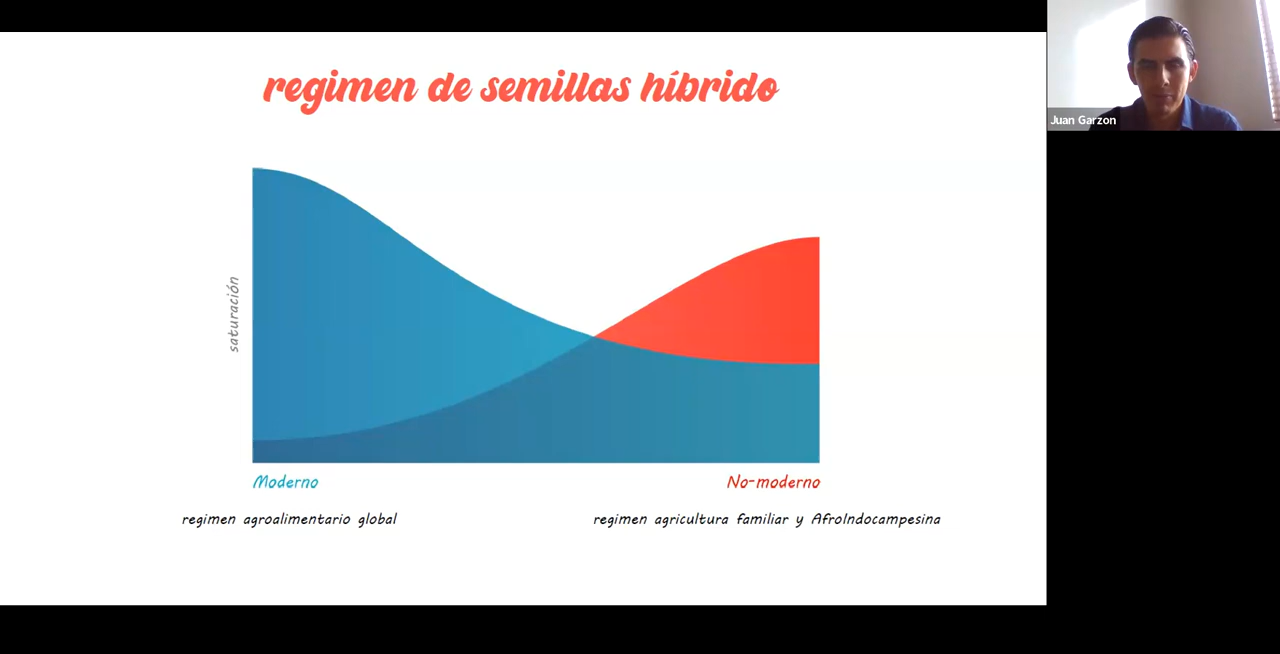 regimen de semillas híbrido
Juan Garzon
saturación
Moderno
No-moderno
regimen agroalimentario global
regimen agricultura familiar y AfroIndocampesina